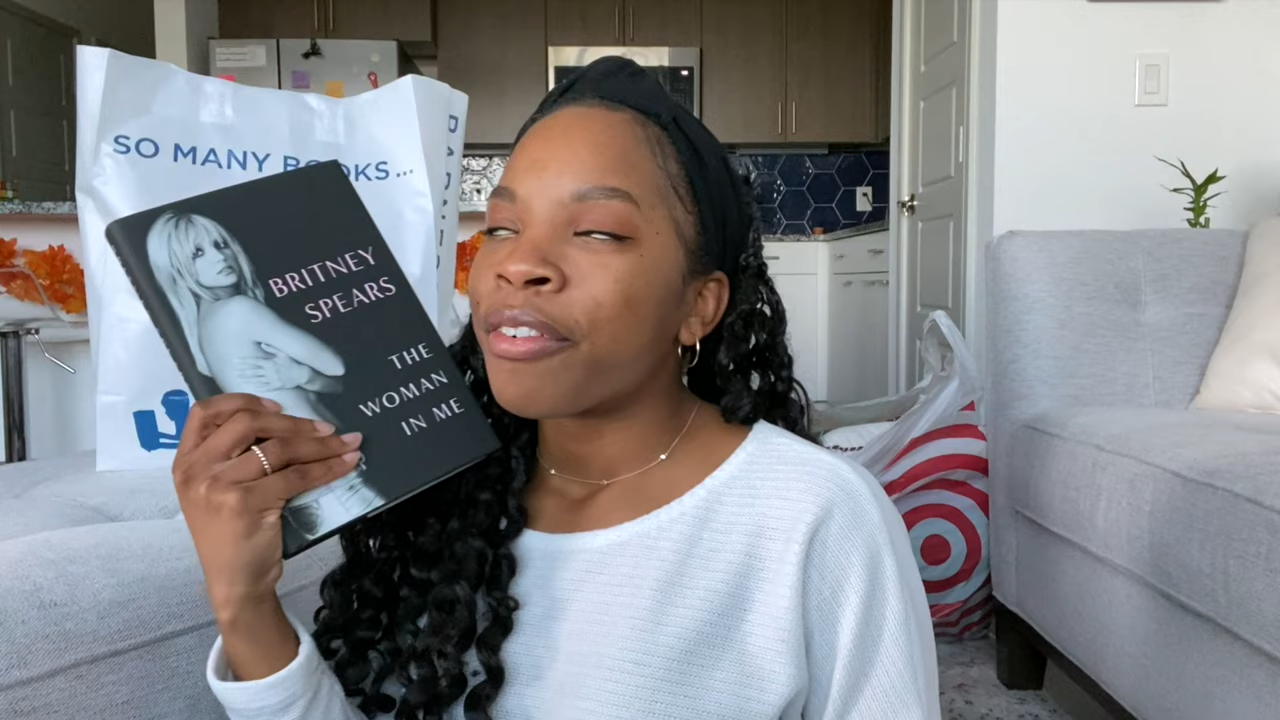 SO MANY BOOKS...
BRITNEY
SPEARS
THE
WOMAN
IN ME